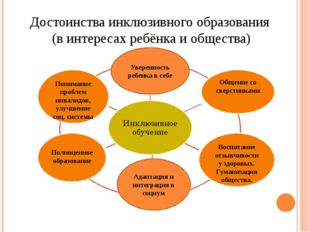 Достоинства инклюзивного образования
(в интересах ребёнка и общества)
Уверенность
ребенка в себе
Общение со
сверстниками
Воспитание
отзывчивости
у здоровых.
Гуманизация
общества.
Адаптация и
интеграция в
социум
Полноценное
образование
Понимание
проблем
инвалидов,
улучшение
соц. системы
Инклюзивное
обучение